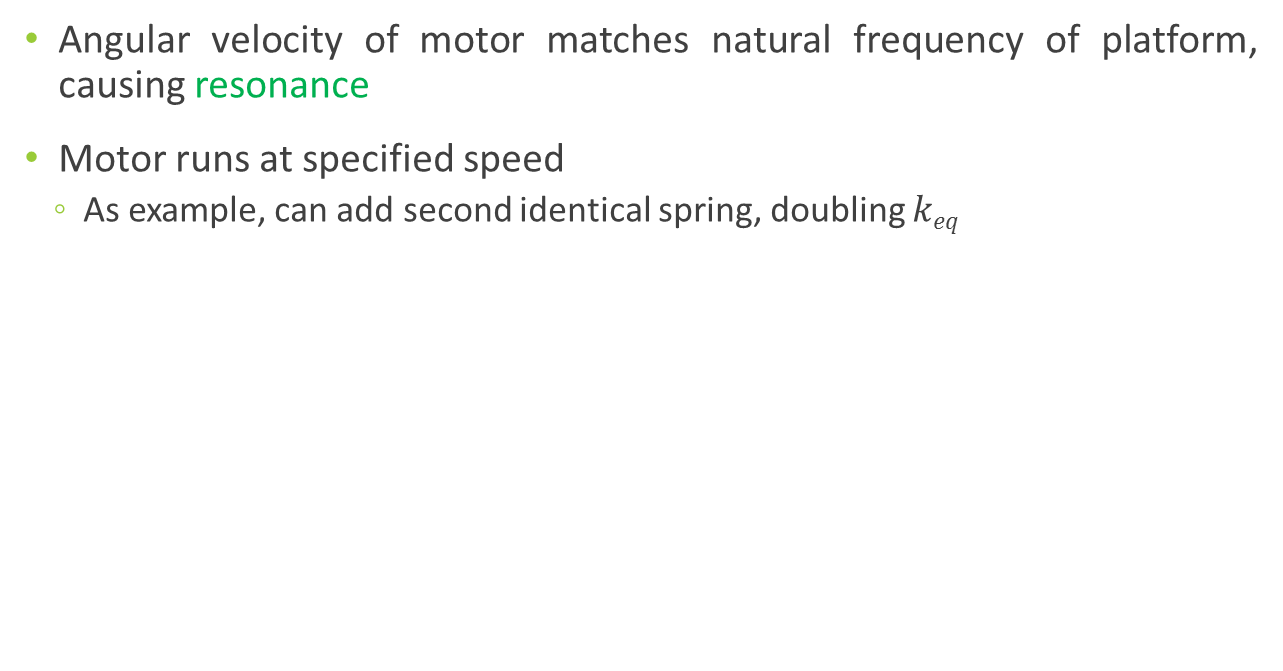 • Angular velocity of motor matches natural frequency of platform,
causing resonance
• Motor runs at specified speed
◦ As example, can add second identical spring, doubling k_eq